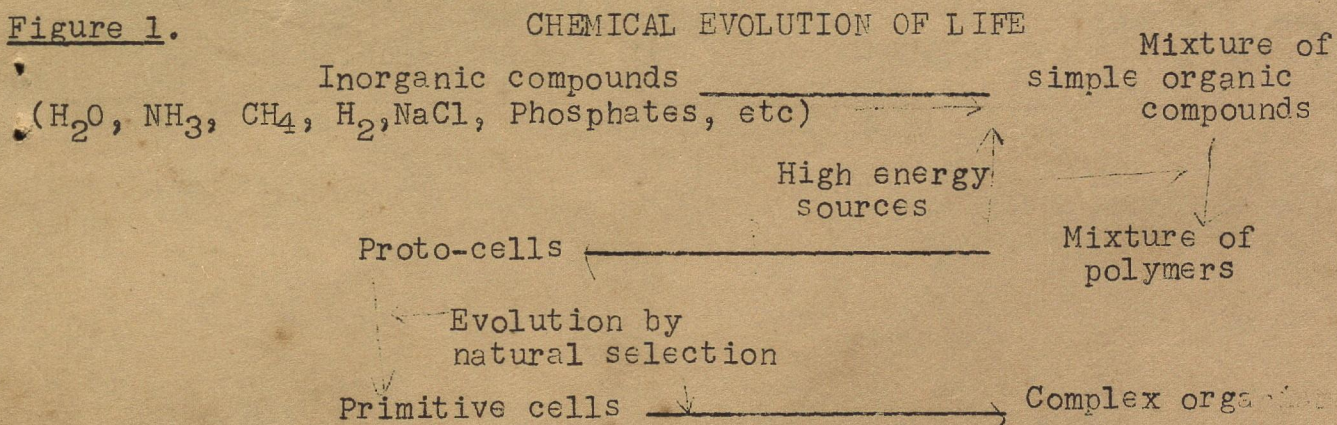 Figure 1.
CHEMICAL EVOLUTION OF LIFE
Inorganic compounds
(H2O, NH3, CH4, H2,NaCl, Phosphates, etc)
Mixture of
simple organic
compounds
High energy
sources
Proto-cells
Mixture of
polymers
Evolution by
natural selection
Primitive cells
Complex